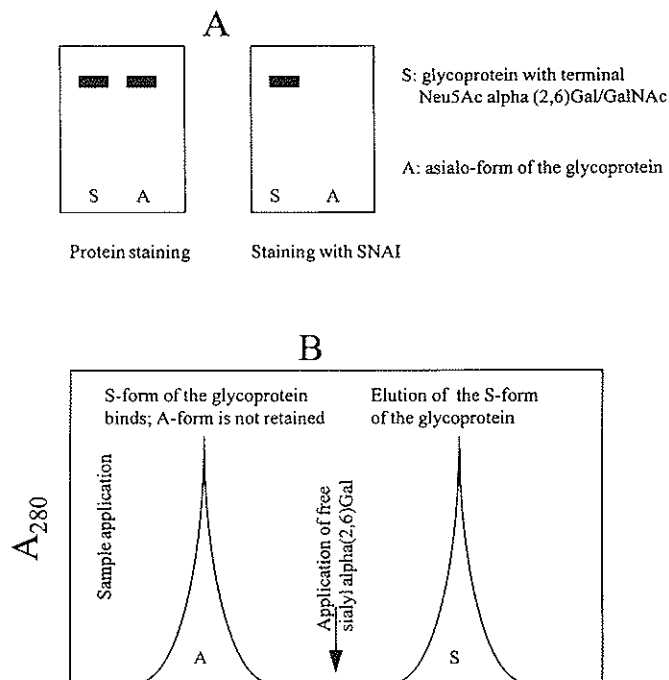 A
S: glycoprotein with terminal
Neu5Ac alpha (2,6)Gal/GalNAc
A: asialo-form of the glycoprotein
S A
S A
Protein staining
Staining with SNAI
B
S-form of the glycoprotein
binds; A-form is not retained
Elution of the S-form
of the glycoprotein
A280
Sample application
Application of free
sialyl alpha(2,6)Gal
A
S